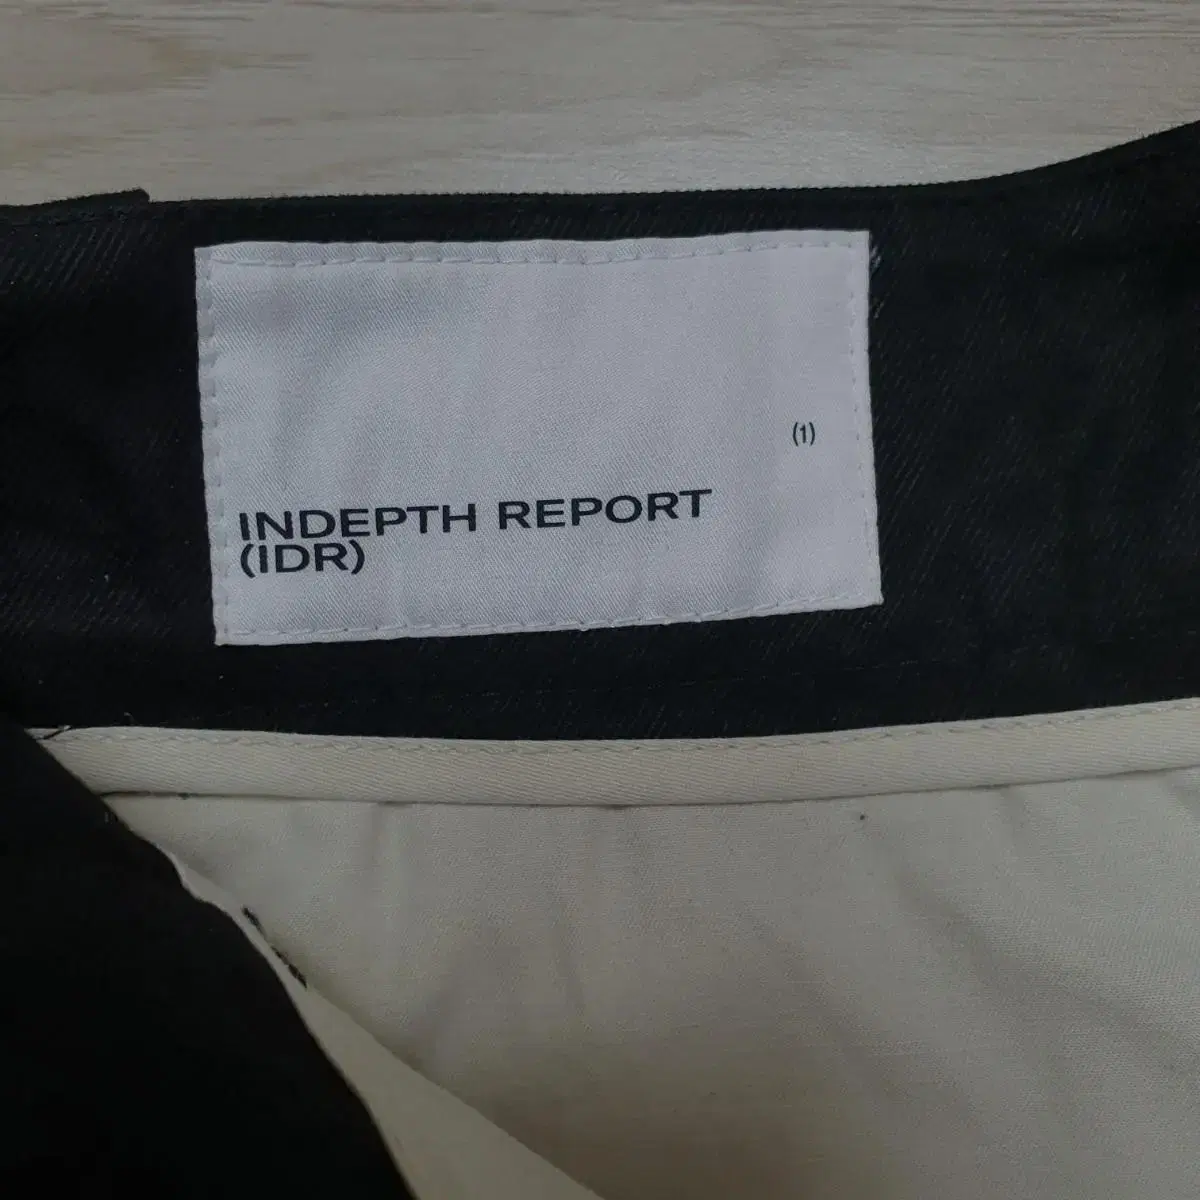 (1)
INDEPTH REPORT
(IDR)